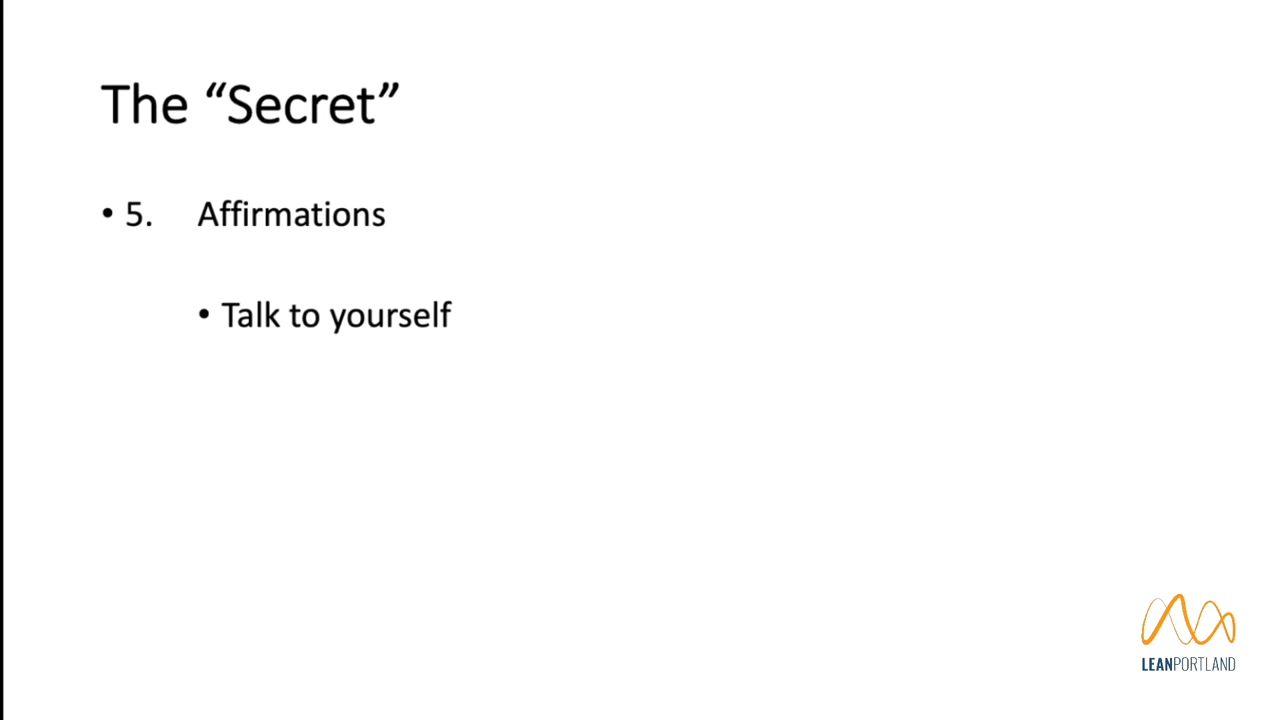 The “Secret”
• 5. Affirmations
• Talk to yourself
LEANPORTLAND